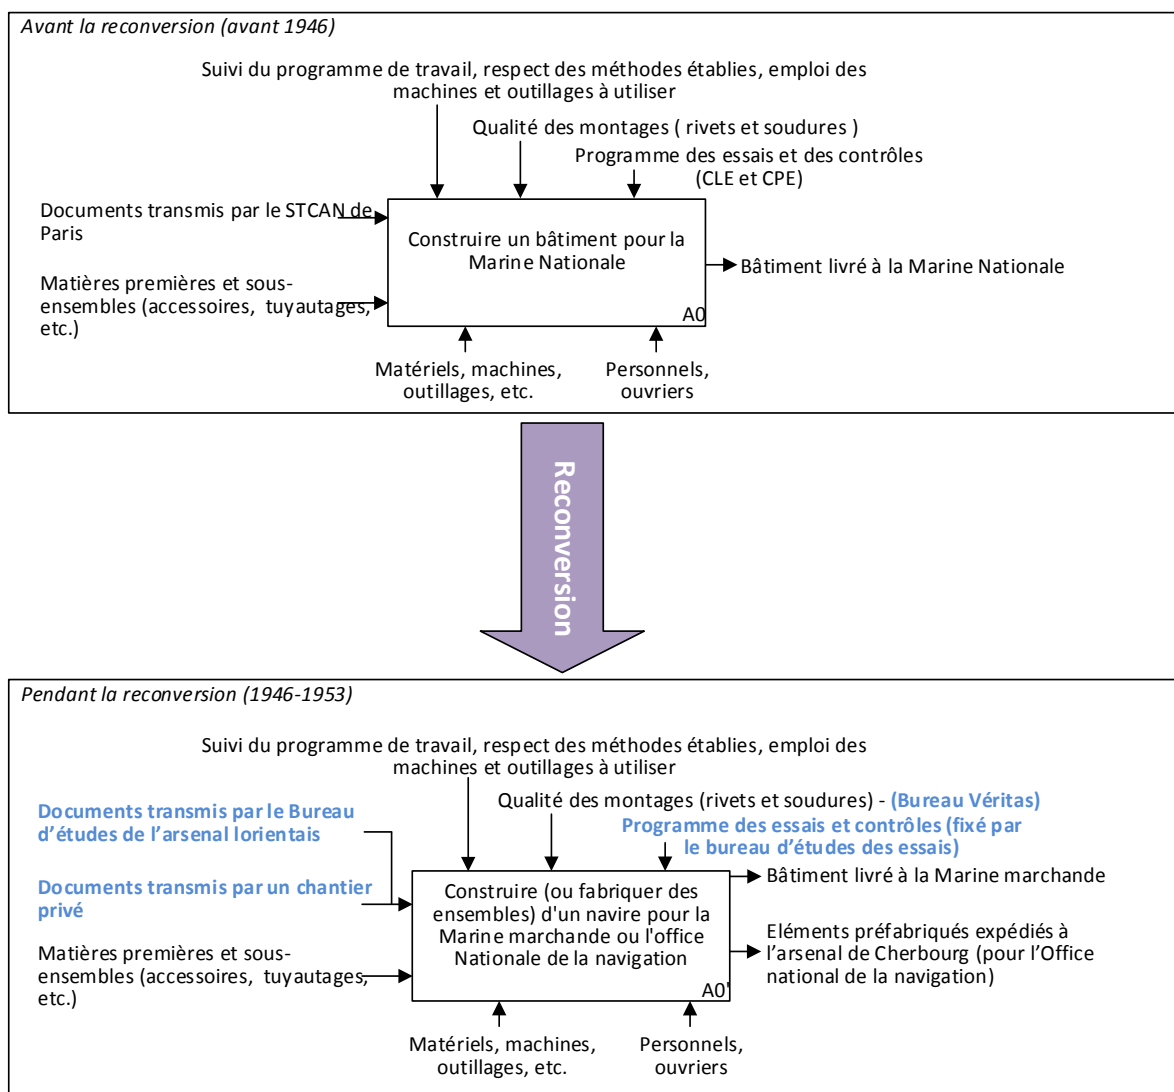 Avant la reconversion (avant 1946)
Suivi du programme de travail, respect des méthodes établies, emploi des
machines et outillages à utiliser
Qualité des montages ( rivets et soudures )
Programme des essais et des contrôles
(CLE et CPE)
Documents transmis par le STCAN de
Paris
Construire un bâtiment pour la
Marine Nationale
Bâtiment livré à la Marine Nationale
Matières premières et sous-
ensembles (accessoires, tuyautages,
etc.)
A0
Matériels, machines,
outillages, etc.
Personnels,
ouvriers
Reconversion
Pendant la reconversion (1946-1953)
Suivi du programme de travail, respect des méthodes établies, emploi des
machines et outillages à utiliser
Qualité des montages (rivets et soudures) - (Bureau Véritas)
Programme des essais et contrôles (fixé par
le bureau d’études des essais)
Documents transmis par le Bureau
d’études de l’arsenal lorientais
Documents transmis par un chantier
privé
Matières premières et sous-
ensembles (accessoires, tuyautages,
etc.)
Construire (ou fabriquer des
ensembles) d'un navire pour la
Marine marchande ou l'office
Nationale de la navigation
A0'
Bâtiment livré à la Marine marchande
Eléments préfabriqués expédiés à
l’arsenal de Cherbourg (pour l’Office
national de la navigation)
Matériels, machines,
outillages, etc.
Personnels,
ouvriers